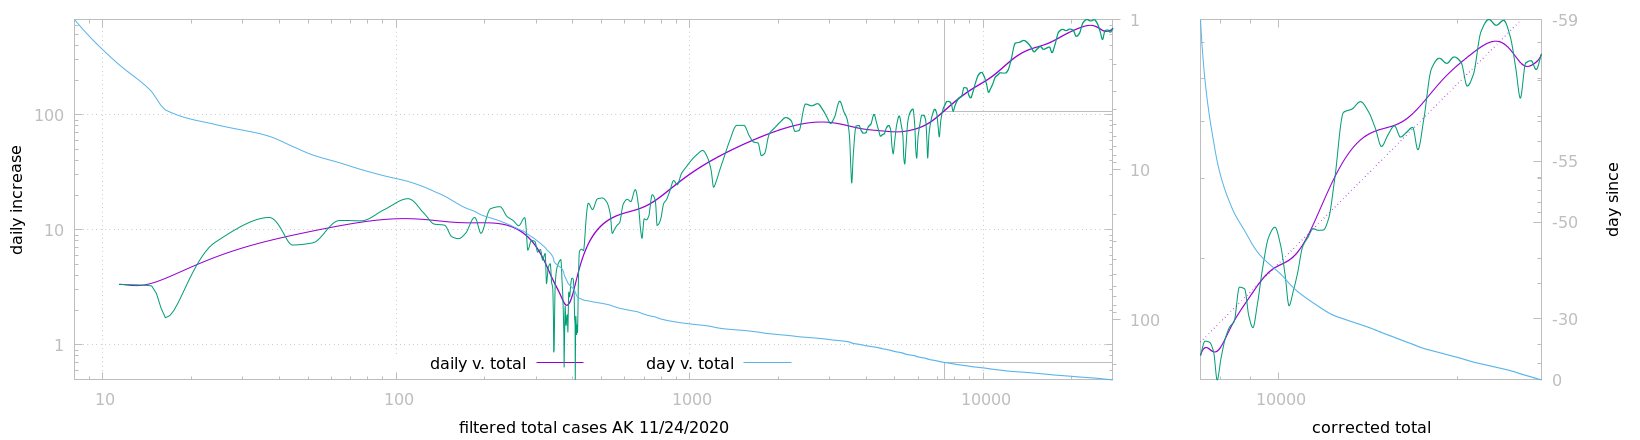 daily increase
100
10
1
10
100
1000
10000
filtered total cases AK 11/24/2020
daily v. total
day v. total
1
10
100
10000
corrected total
-59
-55
-50
-30
0
day since